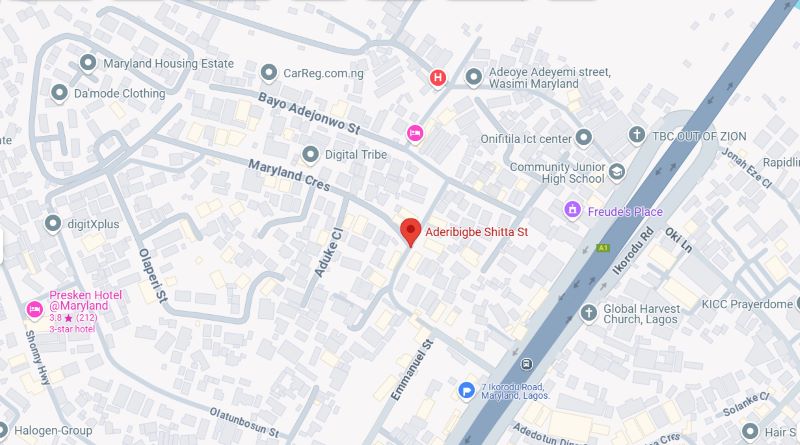 Maryland Housing Estate
CarReg.com.ng
H
Adeoye Adeyemi street,
Wasimi Maryland
Da'mode Clothing
Bayo Adejonwo St
Onifitila Ict center
TBC OUT OF ZION
Digital Tribe
Community Junior
High School
Jonah Eze Cl
Rapidlin
Maryland Cres
Freude's Place
digitXplus
Aderibigbe Shitta St
Oki Ln
A1
Ikorodu Rd
Aduke Cl
Olaperi St
Presken Hotel
@Maryland
3.8 ★ (212)
3-star hotel
KICC Prayerdome
Global Harvest
Church, Lagos
Shonny Hwy
Emmanuel St
7 Ikorodu Road,
Maryland, Lagos.
Olatunbosun St
Solanke Cr
Halogen-Group
Adedotun Dina
Cres
Hair S